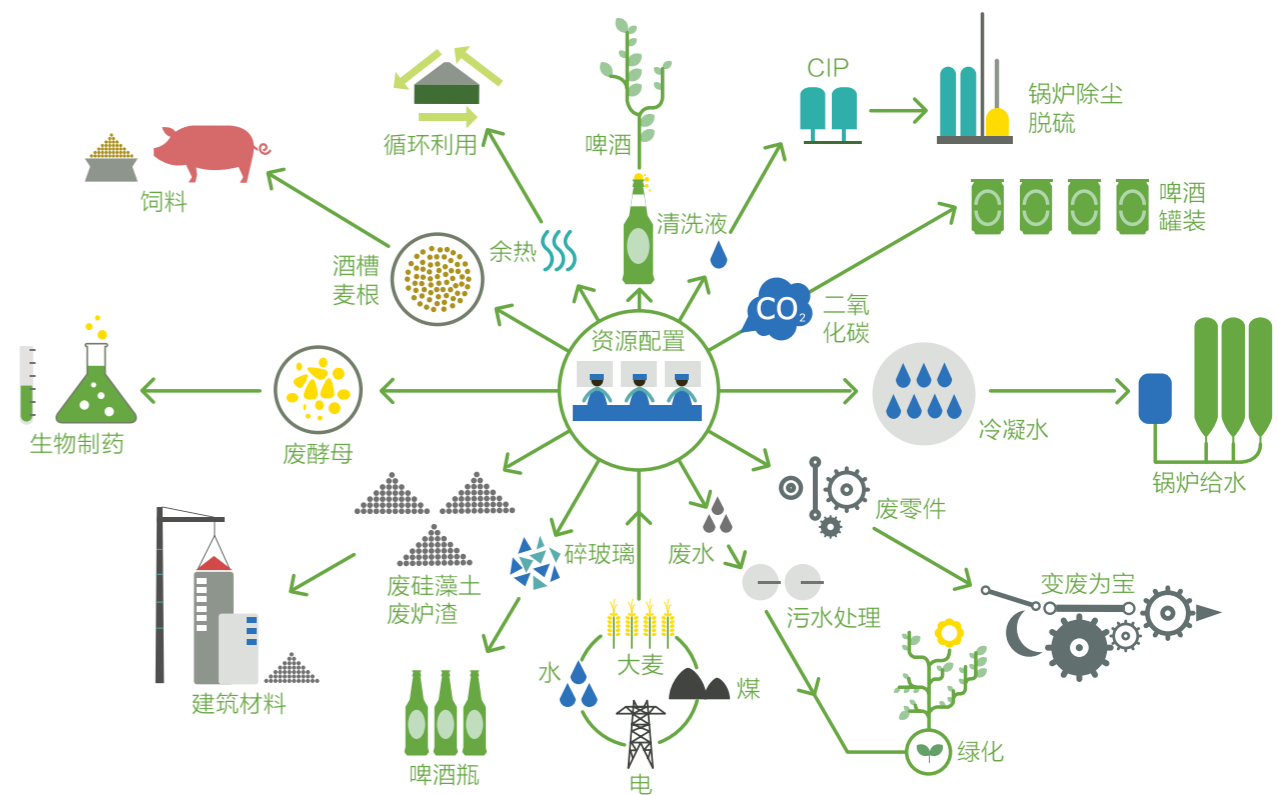 CIP
锅炉除尘
脱硫
循环利用
啤酒
饲料
啤酒
罐装
清洗液
余热
酒槽
麦根
CO₂
二氧
化碳
资源配置
生物制药
废酵母
冷凝水
锅炉给水
废零件
碎玻璃
废水
废硅藻土
废炉渣
变废为宝
污水处理
水
大麦
煤
建筑材料
绿化
啤酒瓶
电